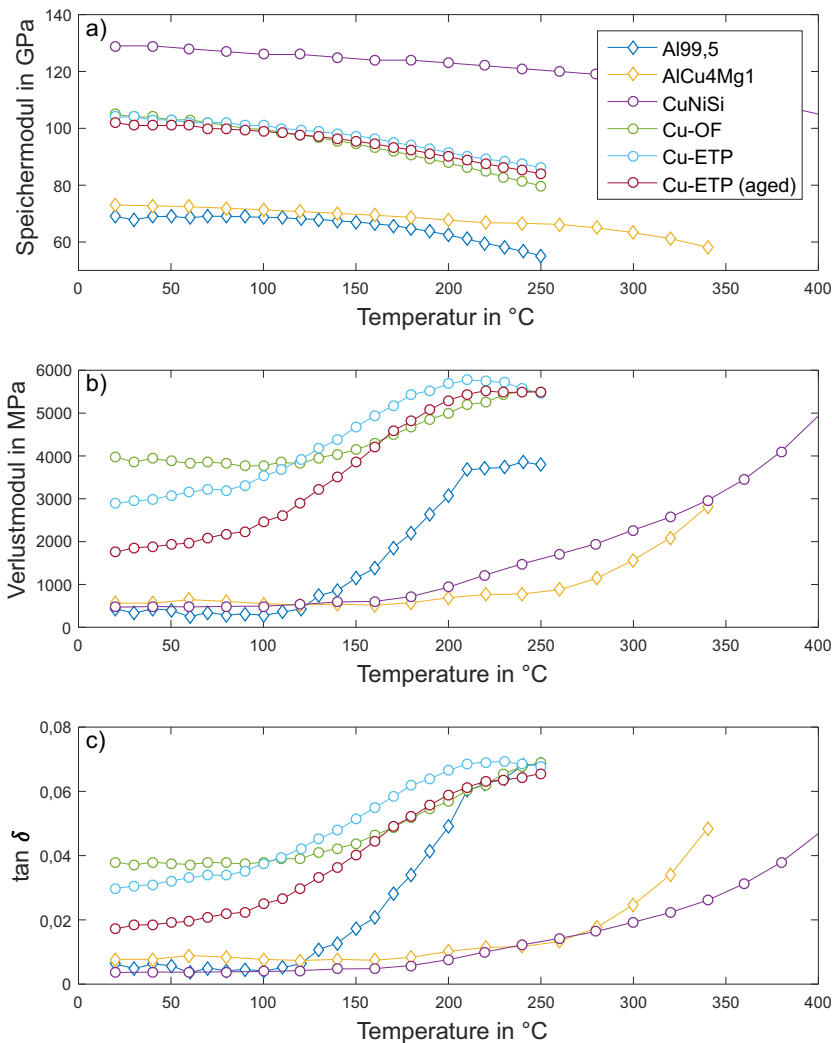 a)
Speichermodul in GPa
140
120
100
80
60
Al99,5
AlCu4Mg1
CuNiSi
Cu-OF
Cu-ETP
Cu-ETP (aged)
0 50 100 150 200 250 300 350 400
Temperatur in °C
b)
Verlustmodul in MPa
6000
5000
4000
3000
2000
1000
0
0 50 100 150 200 250 300 350 400
Temperature in °C
c)
tan δ
0,08
0,06
0,04
0,02
0
0 50 100 150 200 250 300 350 400
Temperature in °C